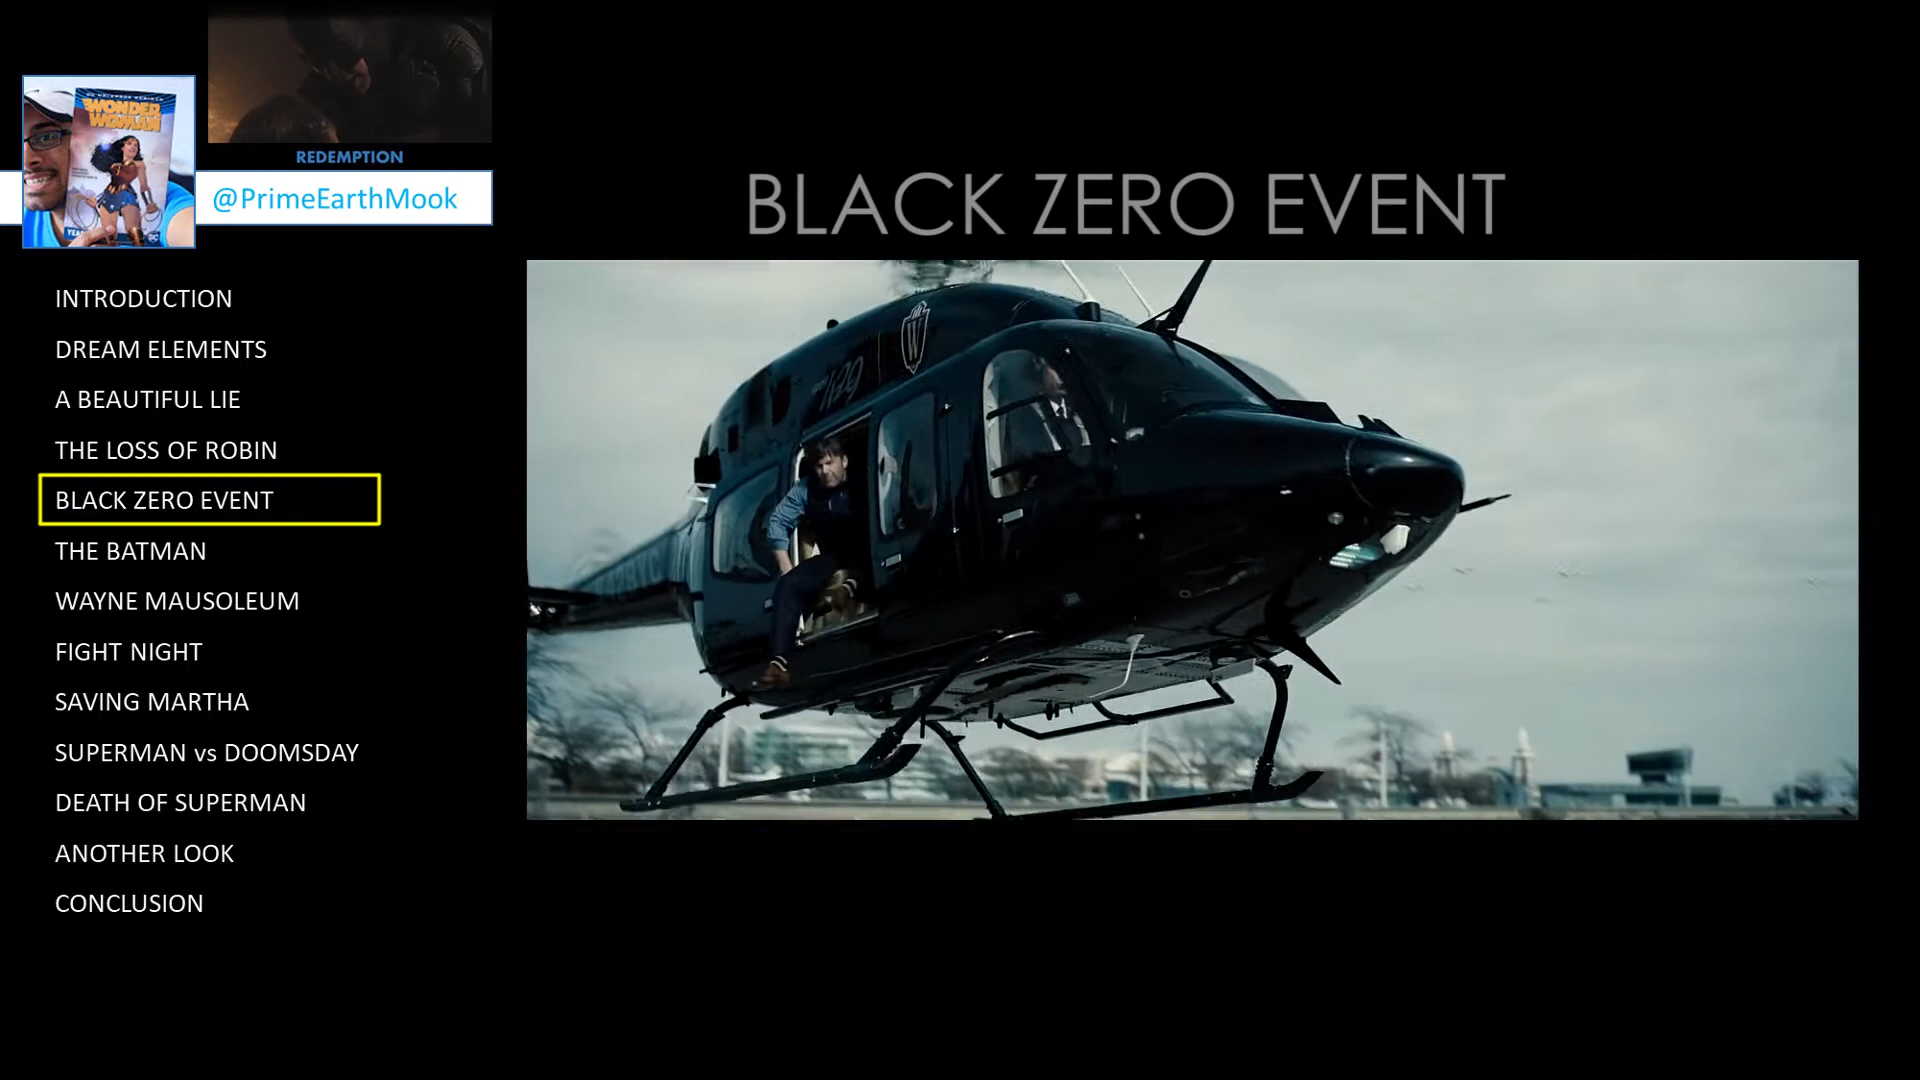 WONDER
WOMAN
REDEMPTION
@PrimeEarthMook
BLACK ZERO EVENT
W
429
INTRODUCTION
DREAM ELEMENTS
A BEAUTIFUL LIE
THE LOSS OF ROBIN
BLACK ZERO EVENT
THE BATMAN
WAYNE MAUSOLEUM
FIGHT NIGHT
SAVING MARTHA
SUPERMAN vs DOOMSDAY
DEATH OF SUPERMAN
ANOTHER LOOK
CONCLUSION